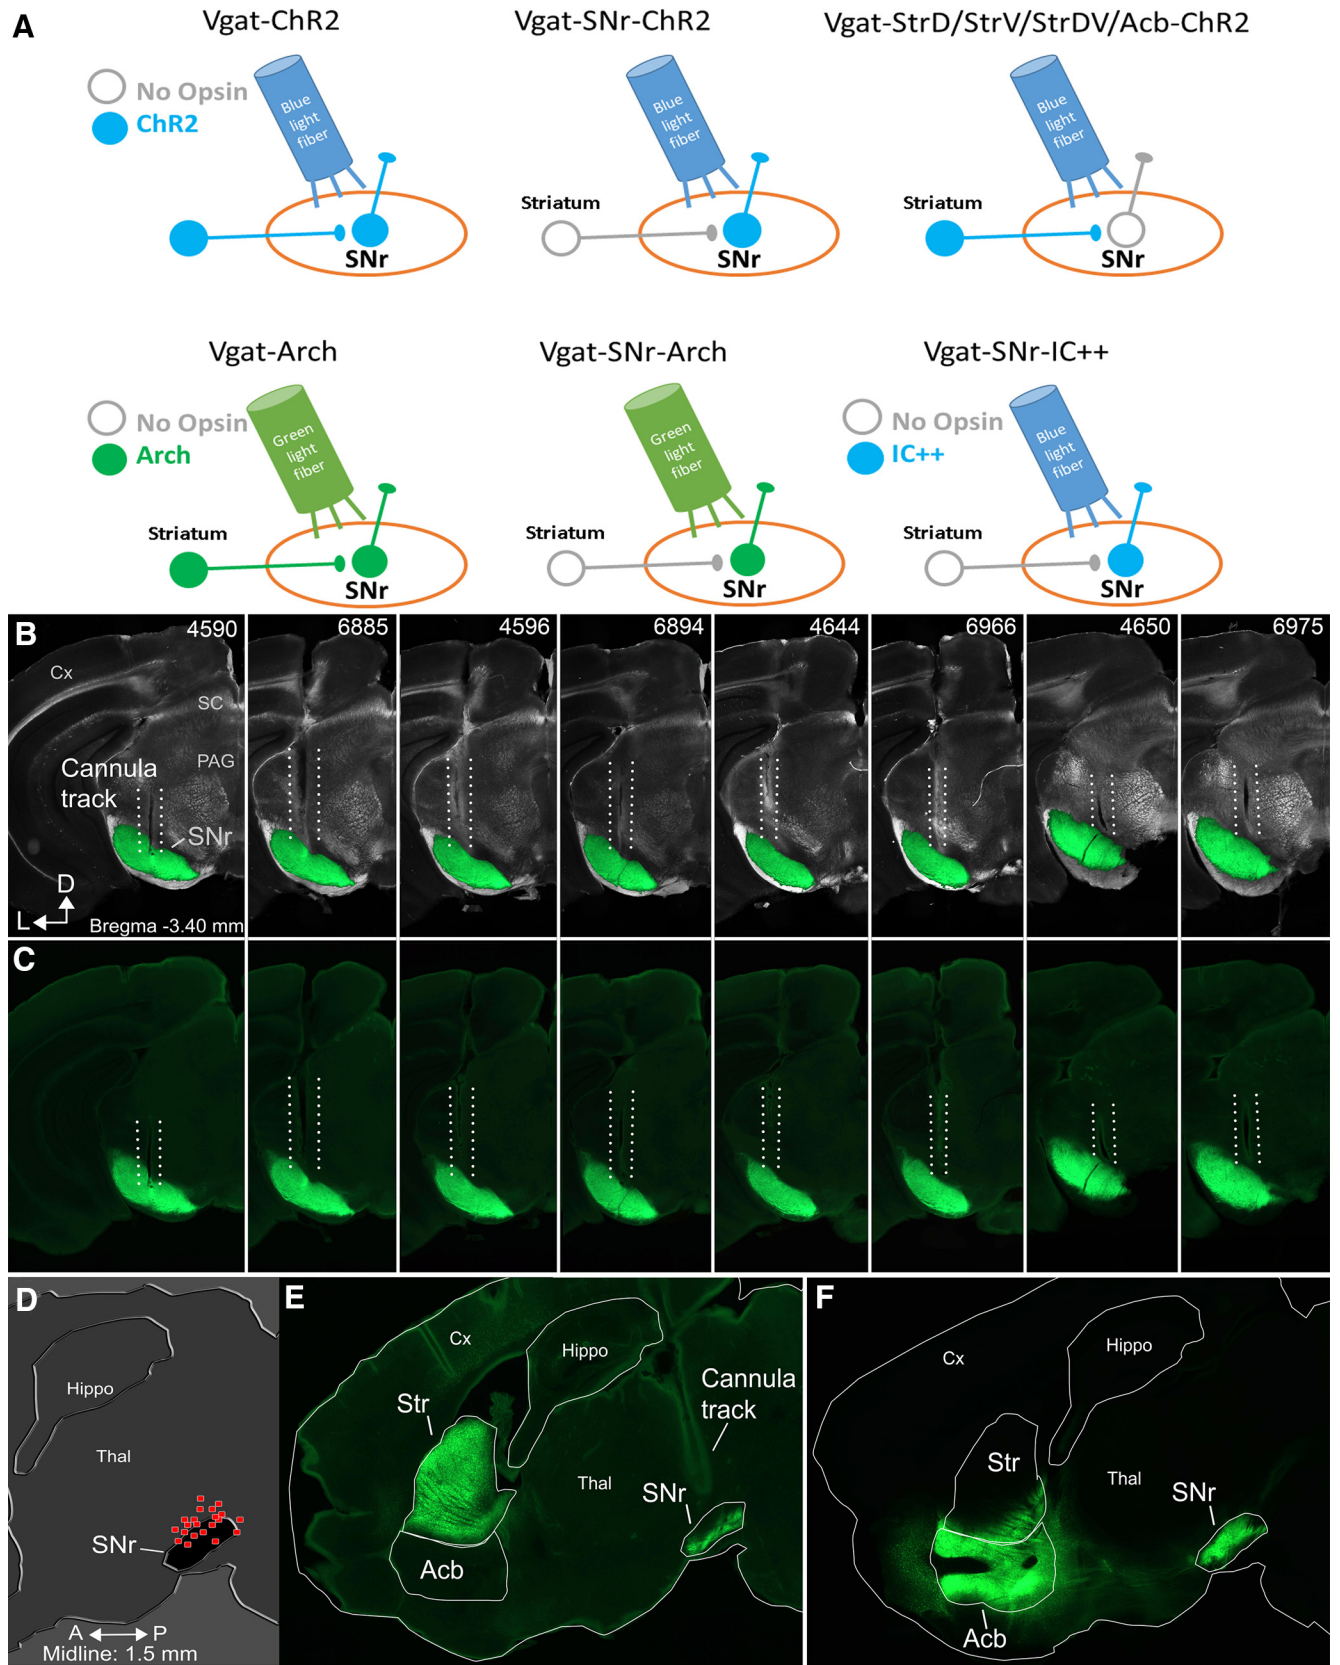 A
Vgat-ChR2
Vgat-SNr-ChR2
Vgat-StrD/StrV/StrDV/Acb-ChR2
No Opsin
ChR2
Blue
light
fiber
SNr
Blue
light
fiber
Striatum
SNr
Blue
light
fiber
Striatum
SNr
Vgat-Arch
Vgat-SNr-Arch
Vgat-SNr-IC++
No Opsin
Arch
Green
light
fiber
Striatum
SNr
Green
light
fiber
Striatum
SNr
No Opsin
IC++
Blue
light
fiber
Striatum
SNr
B
4590
6885
4596
6894
4644
6966
4650
6975
Cx
SC
PAG
Cannula
track
SNr
D
L
Bregma -3.40 mm
C
D
Hippo
Thal
SNr
A P
Midline: 1.5 mm
E
Cx
Hippo
Str
Cannula
track
Thal
SNr
Acb
F
Cx
Hippo
Str
Thal
SNr
Acb